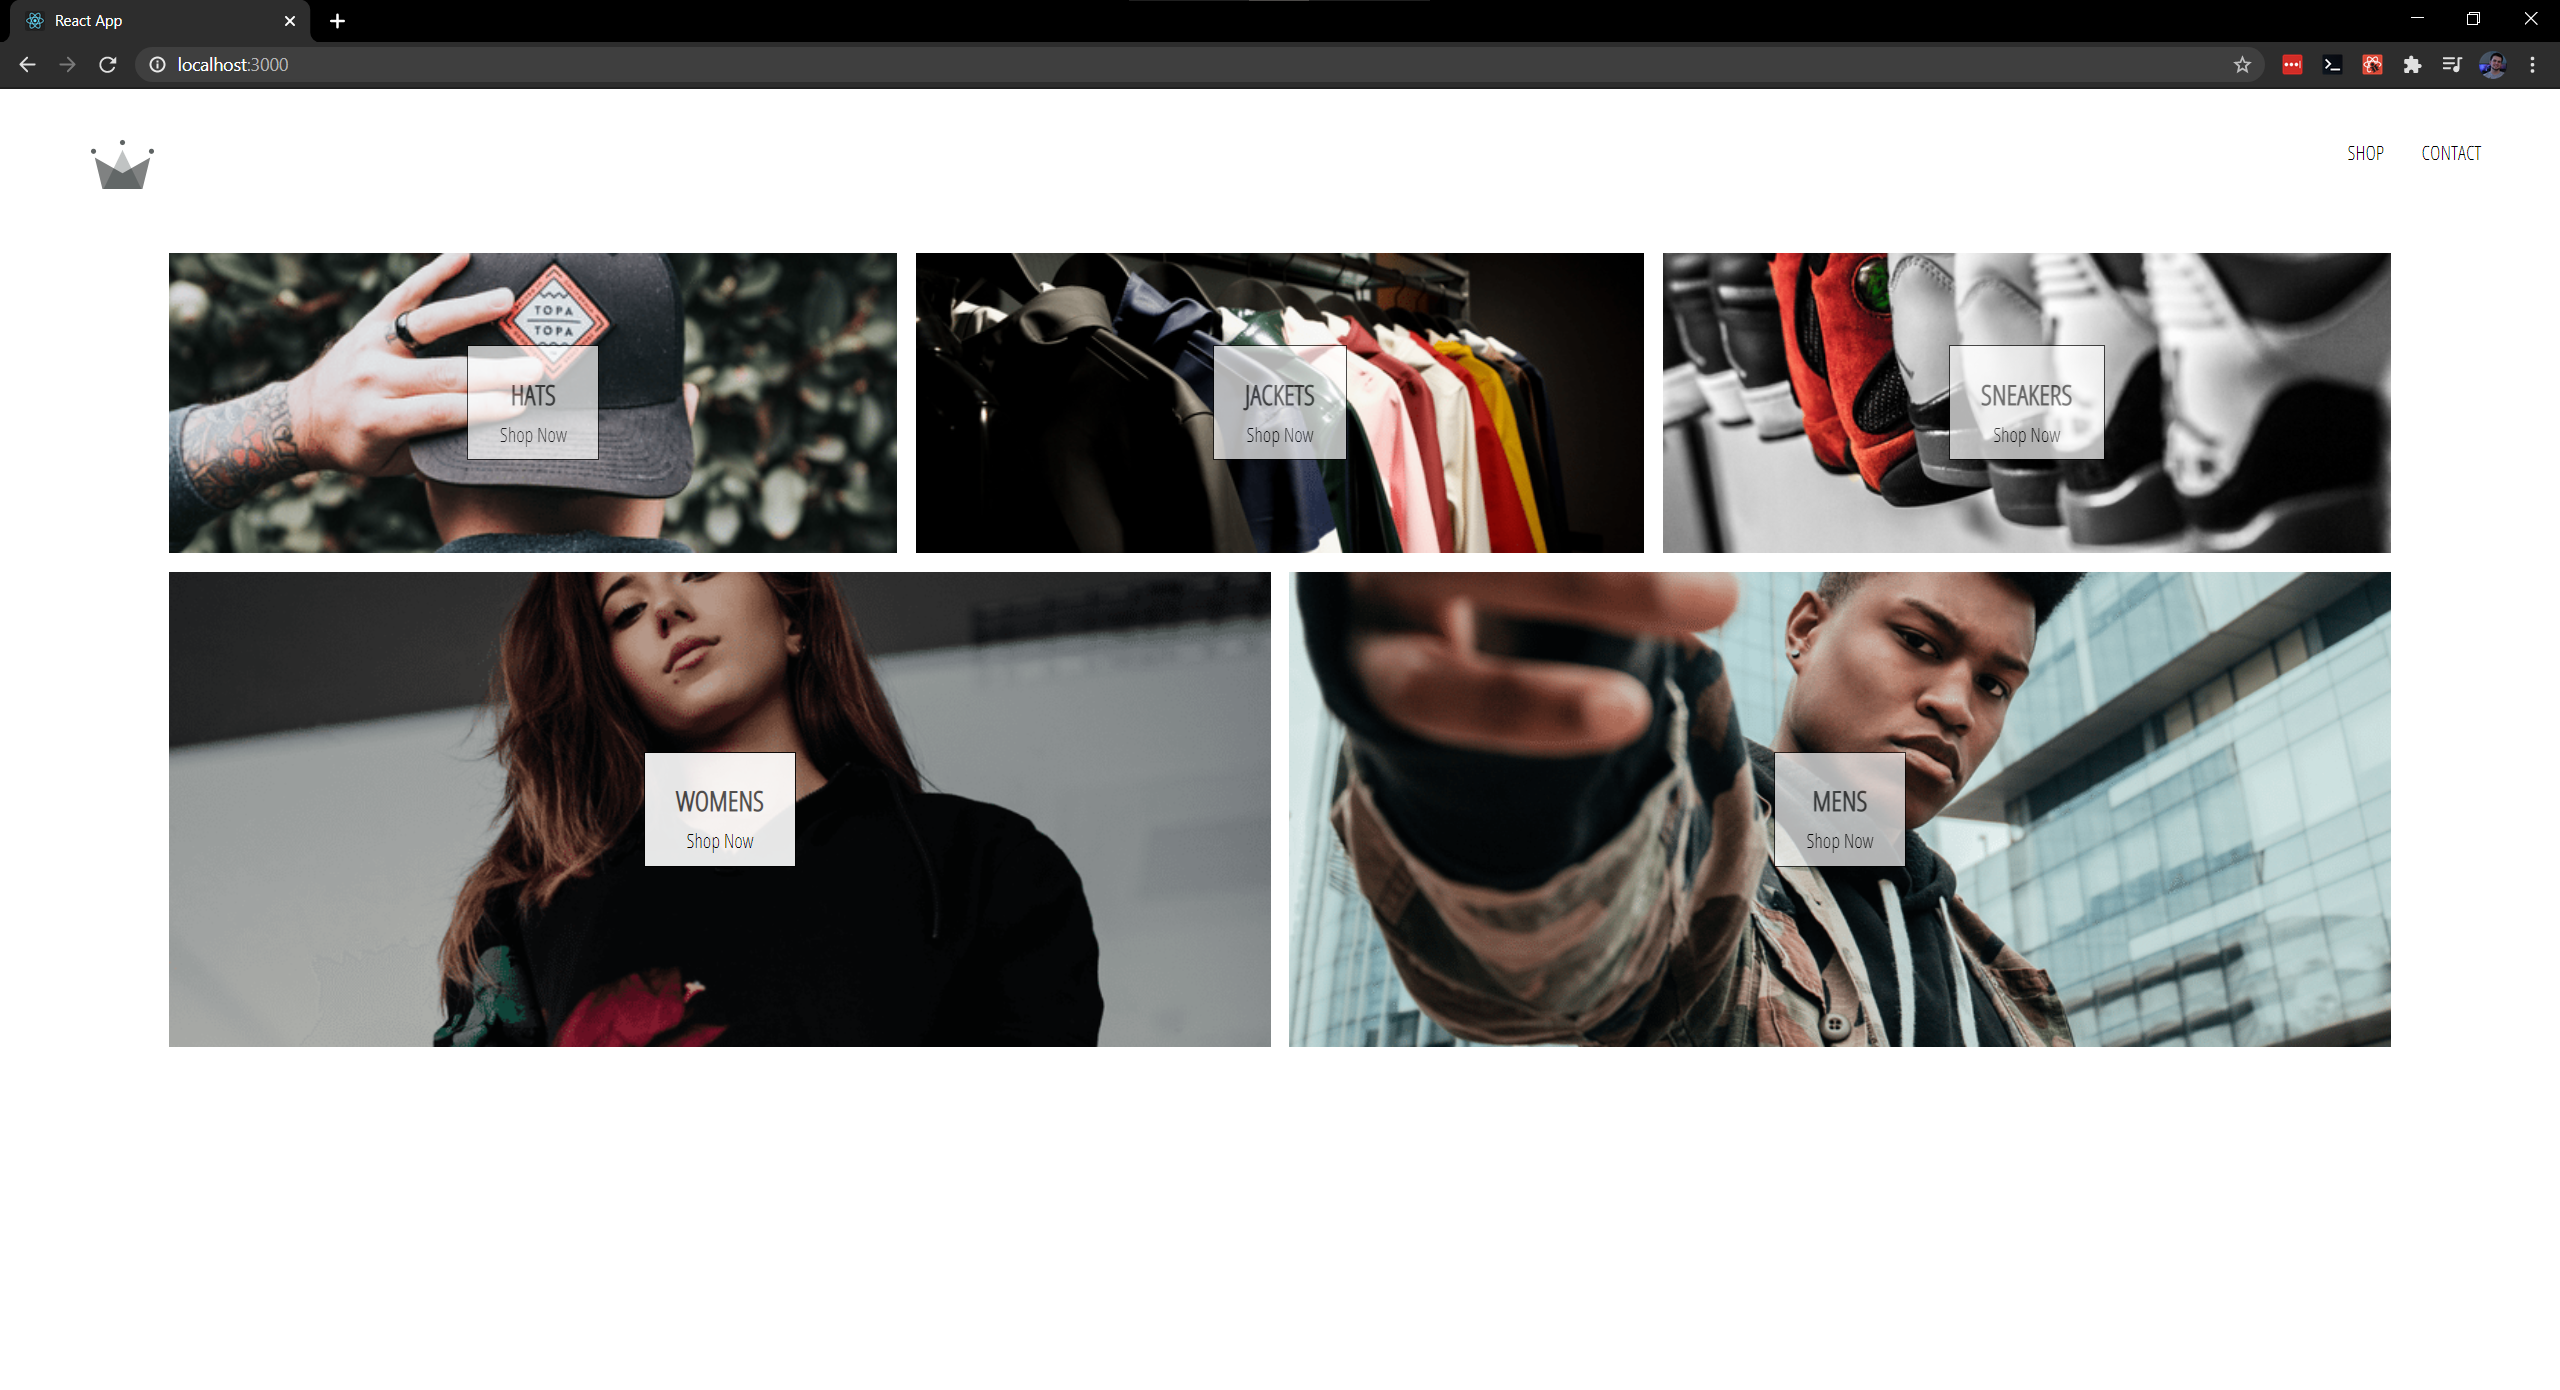 React App
localhost:3000
SHOP CONTACT
TOPA
TOPA
HATS
Shop Now
JACKETS
Shop Now
SNEAKERS
Shop Now
WOMENS
Shop Now
MENS
Shop Now